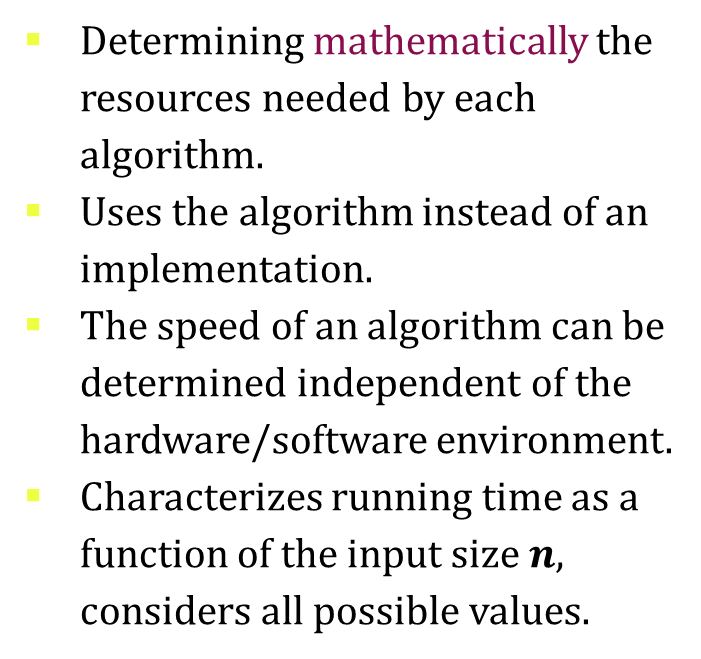 ▪ Determining mathematically the
resources needed by each
algorithm.
▪ Uses the algorithm instead of an
implementation.
▪ The speed of an algorithm can be
determined independent of the
hardware/software environment.
▪ Characterizes running time as a
function of the input size n,
considers all possible values.